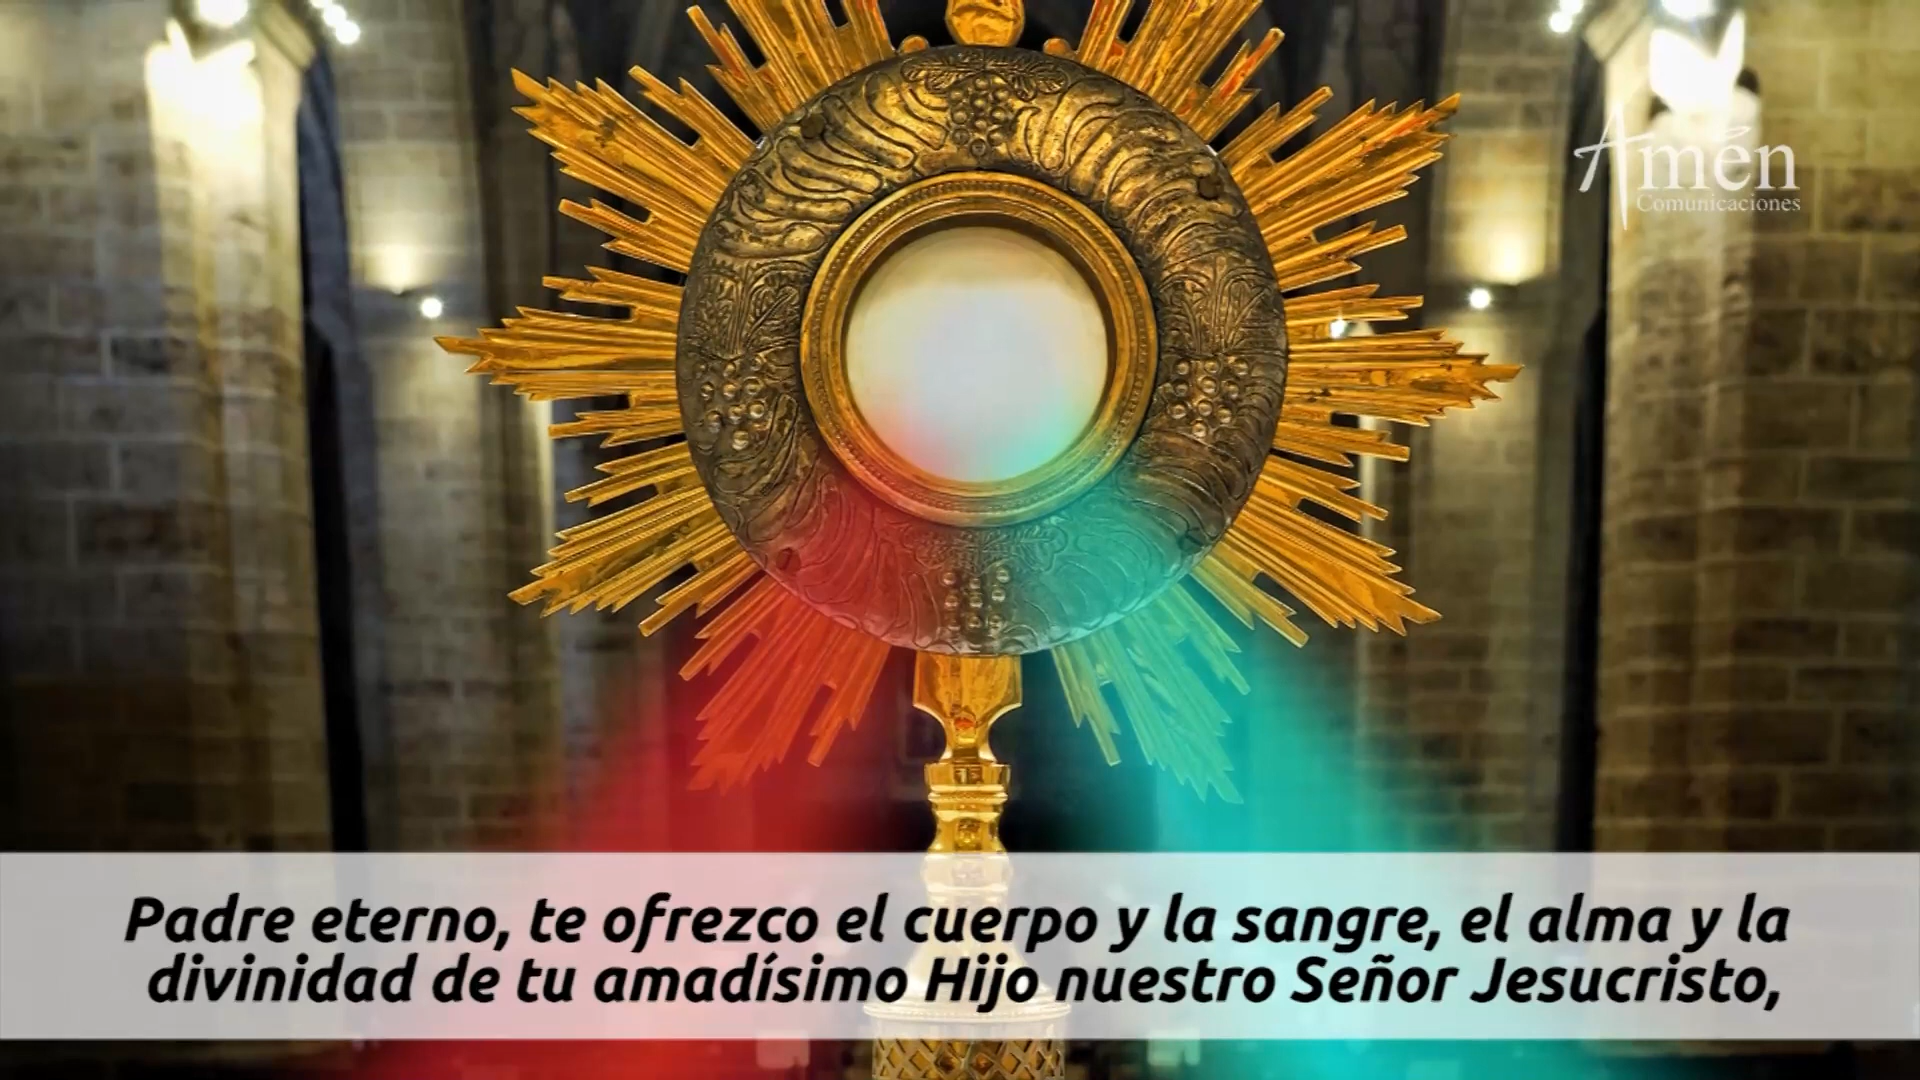 Amén
Comunicaciones
Padre eterno, te ofrezco el cuerpo y la sangre, el alma y la
divinidad de tu amadísimo Hijo nuestro Señor Jesucristo,